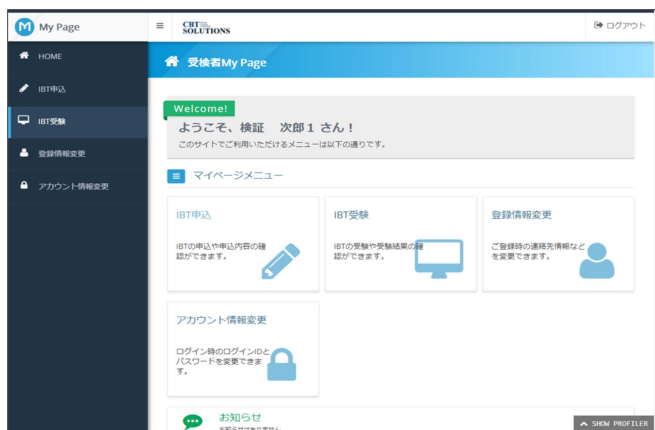 M My Page
CBT
SOLUTIONS
ログアウト
HOME
IBT申込
IBT受験
登録情報変更
アカウント情報変更
受検者My Page
Welcome!
ようこそ、検証 次郎1 さん！
このサイトでご利用いただけるメニューは以下の通りです。
マイページメニュー
IBT申込
IBTの申込や申込内容の確
認ができます。
IBT受験
IBTの受験や受験結果の確
認ができます。
登録情報変更
ご登録時の連絡先情報など
を変更できます。
アカウント情報変更
ログイン時のログインIDと
パスワードを変更できま
す。
お知らせ
お知らせはありません
SHOW PROFILER